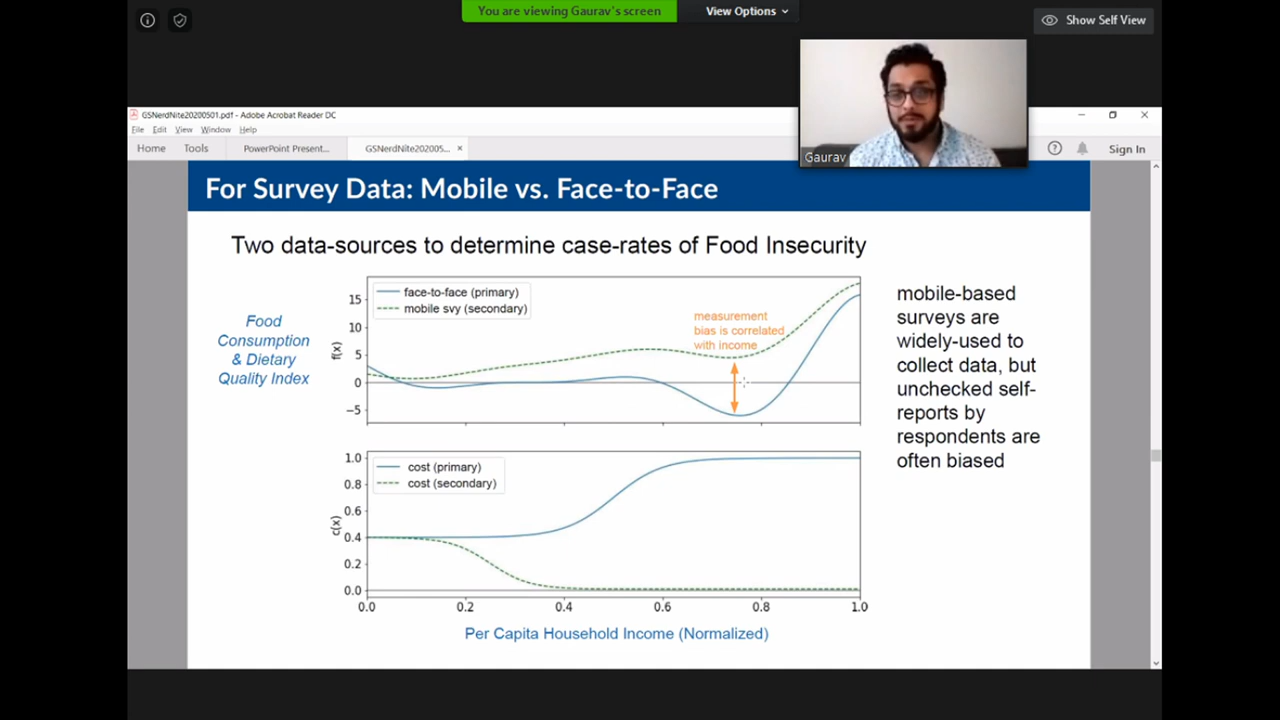 You are viewing Gaurav's screen
View Options
Show Self View
Gaurav
GSNerdNite20200501.pdf - Adobe Acrobat Reader DC
File Edit View Window Help
Home Tools PowerPoint Present... GSNerdNite202005... × Sign In
For Survey Data: Mobile vs. Face-to-Face
Two data-sources to determine case-rates of Food Insecurity
Food
Consumption
& Dietary
Quality Index
f(x)
15
10
5
0
−5
face-to-face (primary)
mobile svy (secondary)
measurement
bias is correlated
with income
mobile-based
surveys are
widely-used to
collect data, but
unchecked self-
reports by
respondents are
often biased
c(x)
1.0
0.8
0.6
0.4
0.2
0.0
cost (primary)
cost (secondary)
0.0 0.2 0.4 0.6 0.8 1.0
Per Capita Household Income (Normalized)